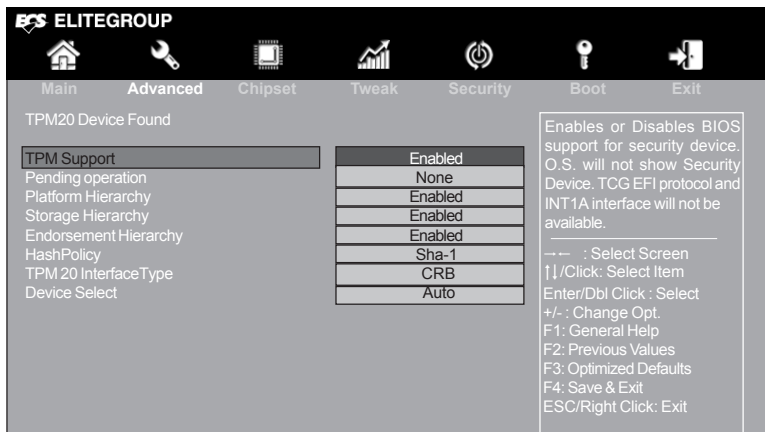 ECS ELITEGROUP
Main Advanced Chipset Tweak Security Boot Exit
TPM20 Device Found
TPM Support Enabled
Pending operation None
Platform Hierarchy Enabled
Storage Hierarchy Enabled
Endorsement Hierarchy Enabled
HashPolicy Sha-1
TPM 20 InterfaceType CRB
Device Select Auto
Enables or Disables BIOS
support for security device.
O.S. will not show Security
Device. TCG EFI protocol and
INT1A interface will not be
available.
→← : Select Screen
↑↓/Click: Select Item
Enter/Dbl Click : Select
+/- : Change Opt.
F1: General Help
F2: Previous Values
F3: Optimized Defaults
F4: Save & Exit
ESC/Right Click: Exit